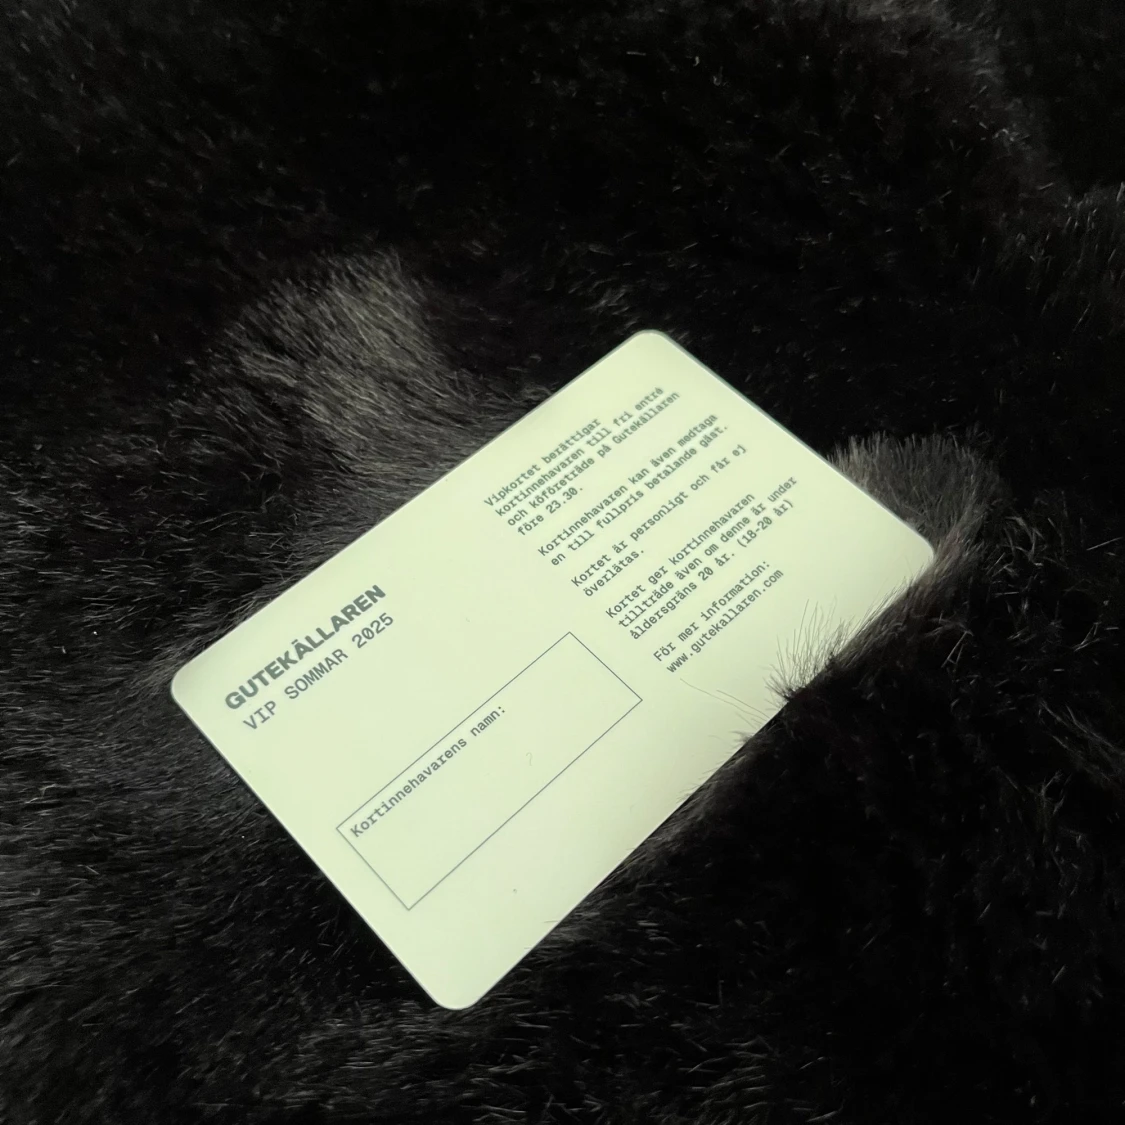 GUTEKÄLLAREN
VIP SOMMAR 2025
Kortinnehavarens namn:
Vipkortet berättigar
kortinnehavaren till fri entré
och köföreträde på Gutekällaren
före 23.30.
Kortinnehavaren kan även medtaga
en till fullpris betalande gäst.
Kortet är personligt och får ej
överlåtas.
Kortet ger kortinnehavaren
tillträde även om denne är under
åldersgräns 20 år. (18-20 år)
För mer information:
www.gutekallaren.com